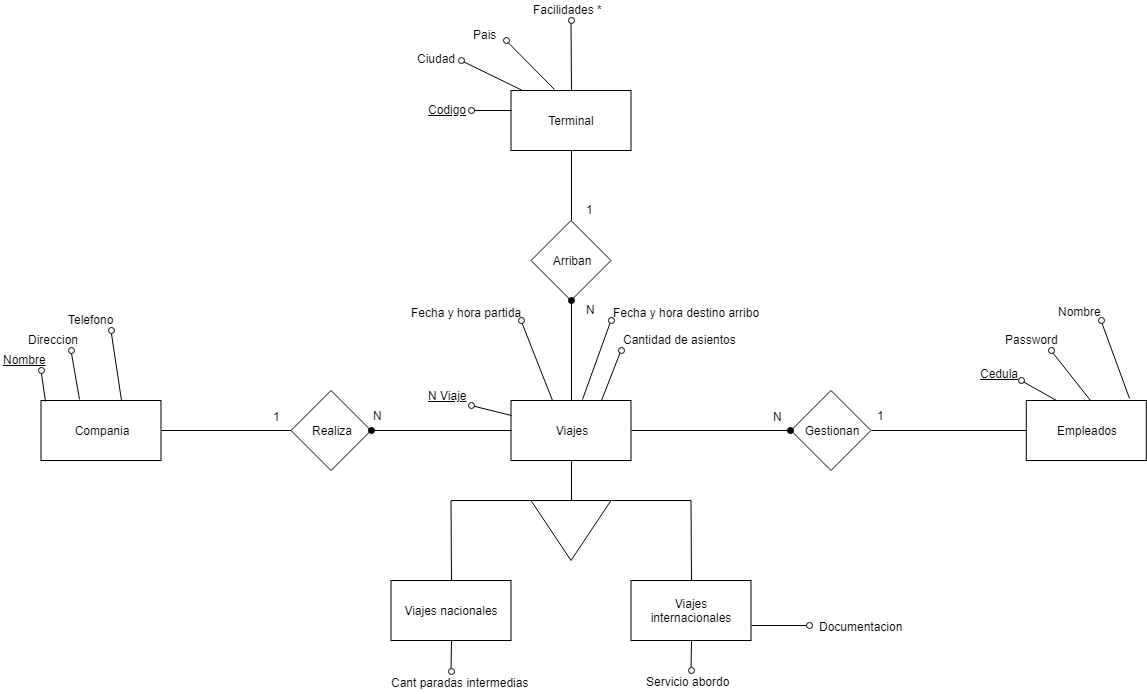 Facilidades *
Pais
Ciudad
Codigo
Terminal
1
Arriban
N
Fecha y hora partida
Fecha y hora destino arribo
Cantidad de asientos
N Viaje
Telefono
Direccion
Nombre
Compania
1
Realiza
N
Viajes
N
Gestionan
1
Nombre
Password
Cedula
Empleados
Viajes nacionales
Viajes
internacionales
Documentacion
Cant paradas intermedias
Servicio abordo